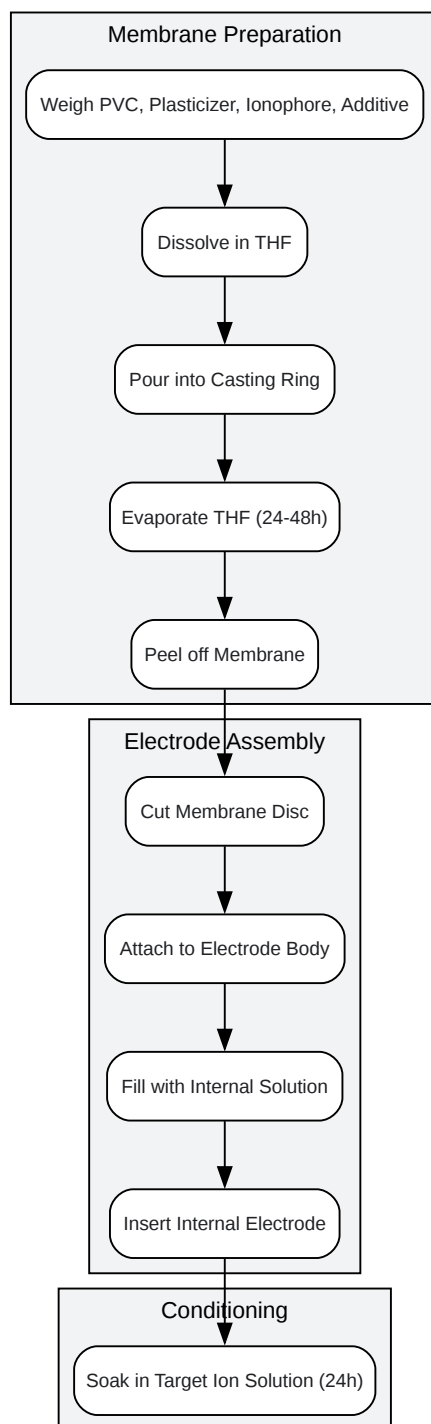 Membrane Preparation
Weigh PVC, Plasticizer, Ionophore, Additive
Dissolve in THF
Pour into Casting Ring
Evaporate THF (24-48h)
Peel off Membrane
Electrode Assembly
Cut Membrane Disc
Attach to Electrode Body
Fill with Internal Solution
Insert Internal Electrode
Conditioning
Soak in Target Ion Solution (24h)